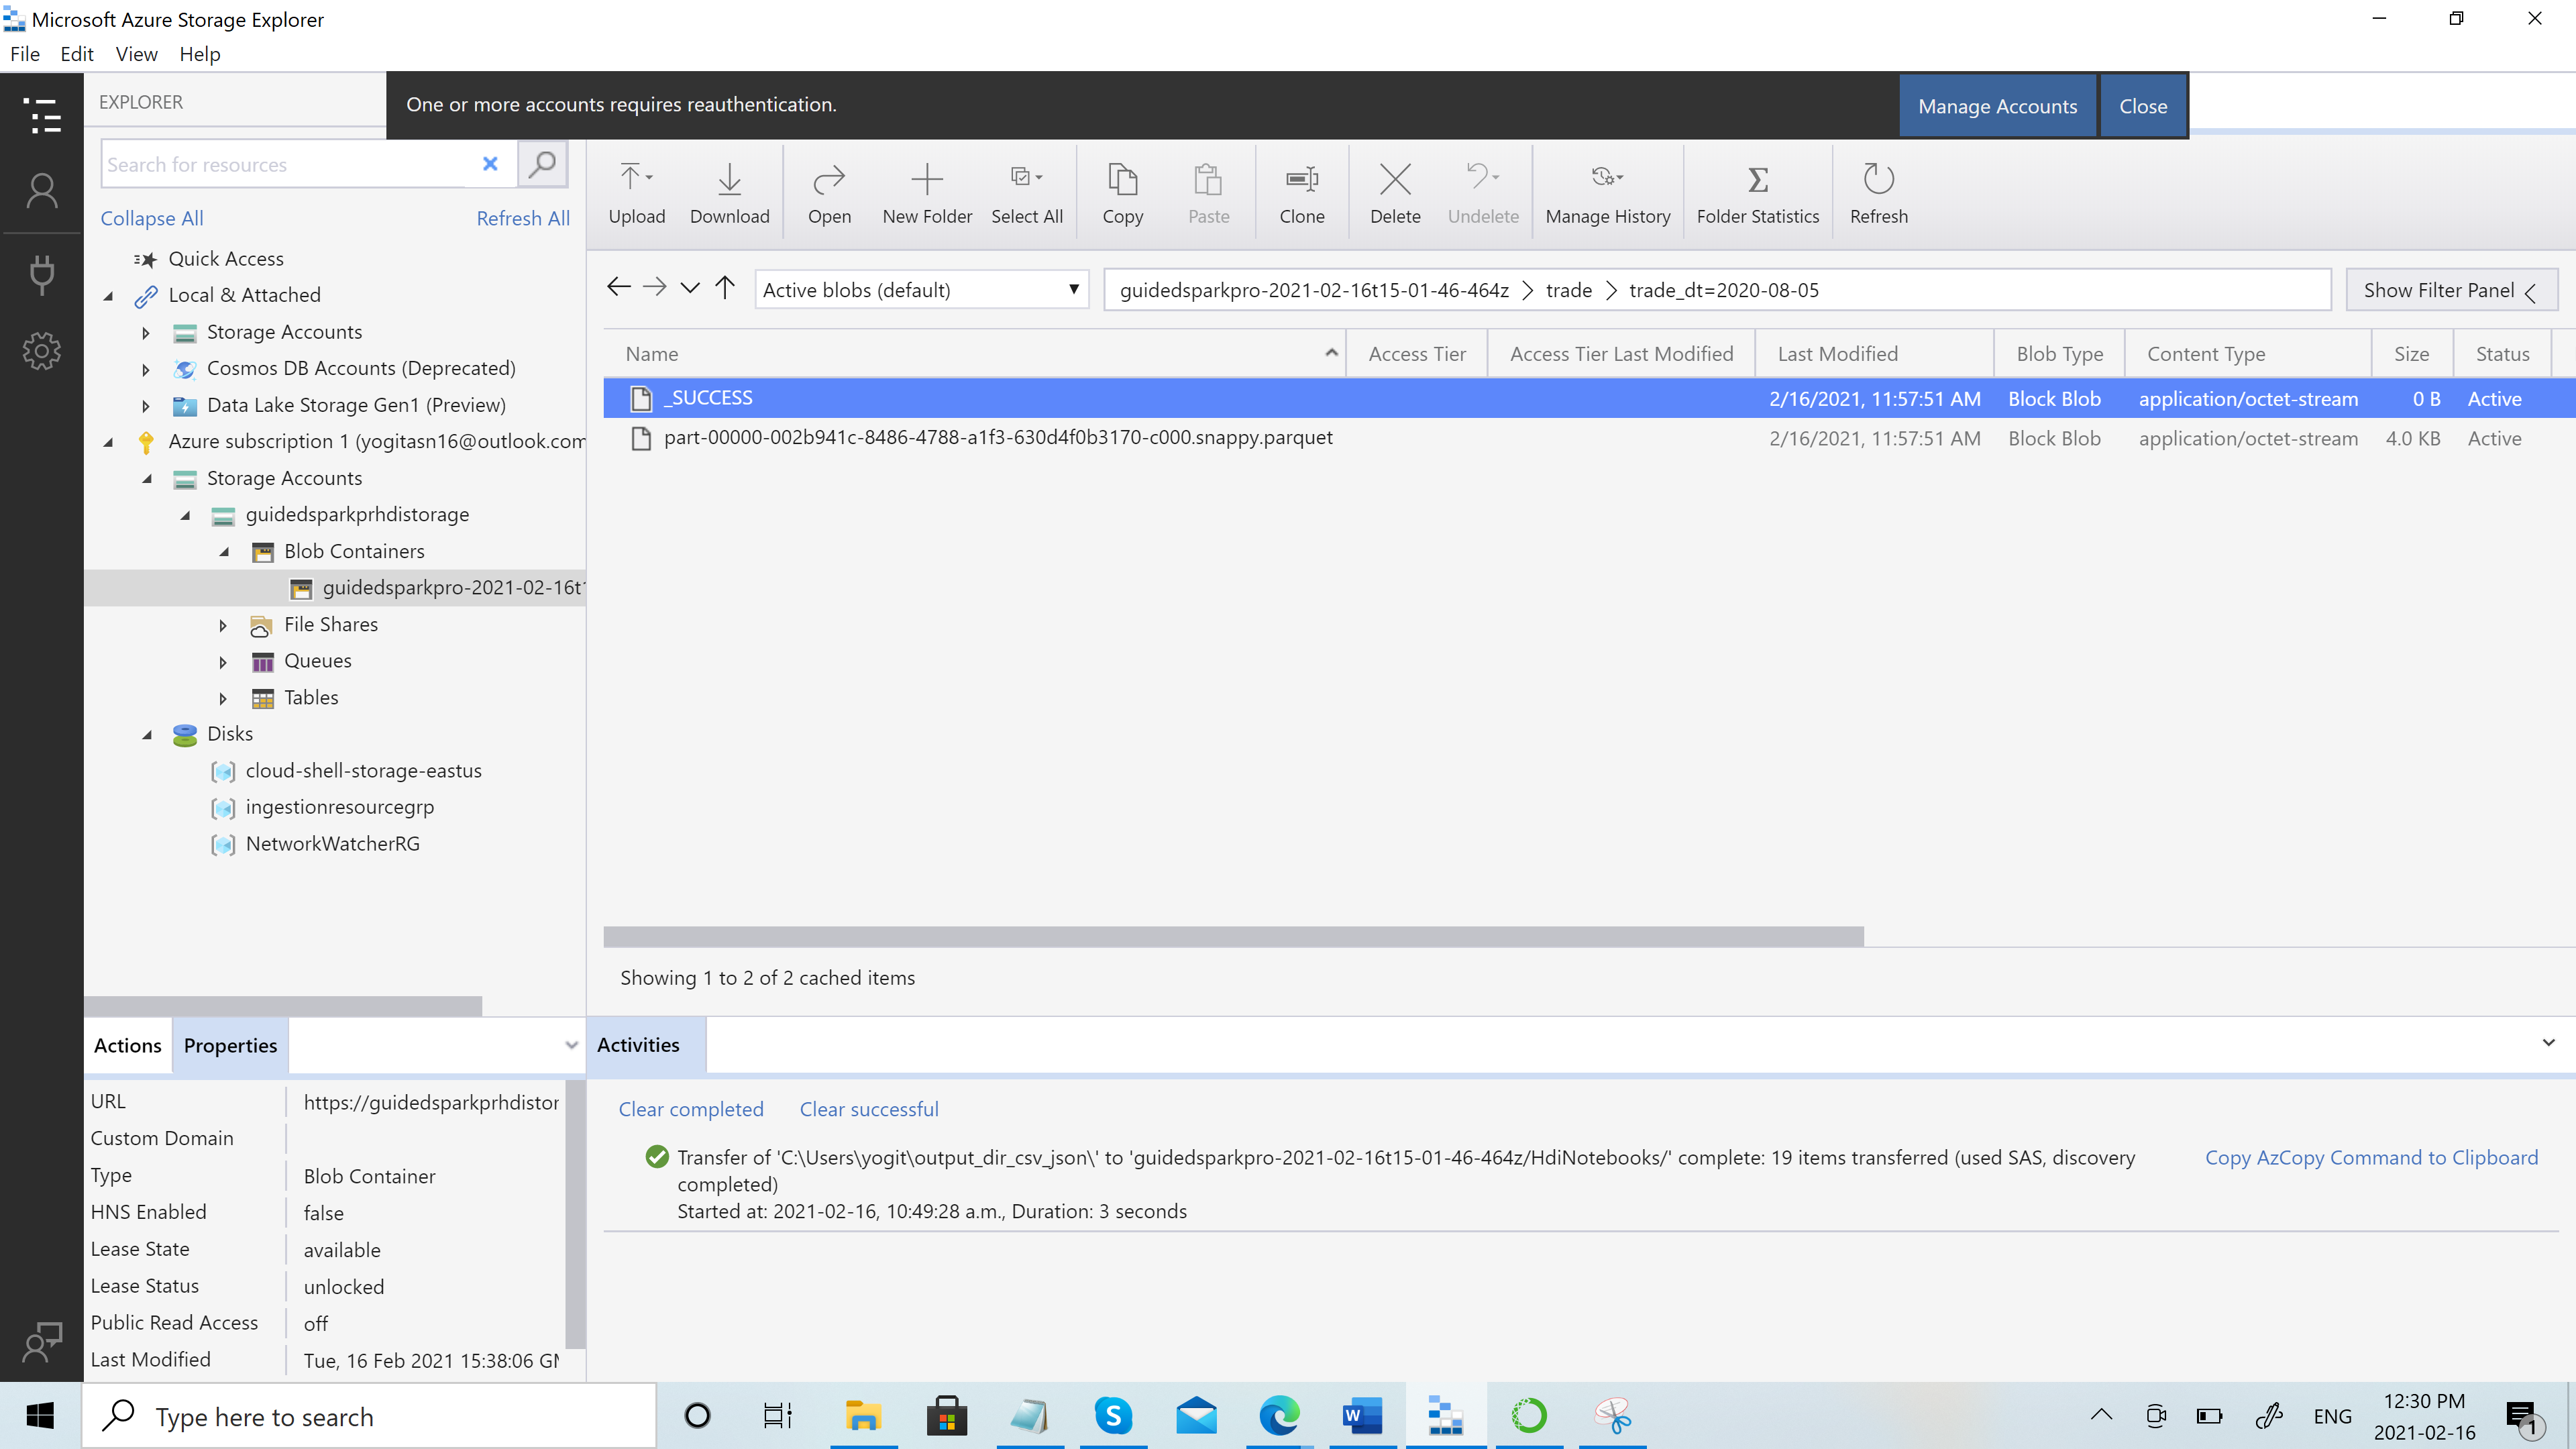 Microsoft Azure Storage Explorer
File Edit View Help
EXPLORER
One or more accounts requires reauthentication.
Manage Accounts
Close
Search for resources
Collapse All
Refresh All
Upload
Download
Open
New Folder
Select All
Copy
Paste
Clone
Delete
Undelete
Manage History
Folder Statistics
Refresh
Active blobs (default)
guidedsparkpro-2021-02-16t15-01-46-464z > trade > trade_dt=2020-08-05
Show Filter Panel
Quick Access
Local & Attached
Storage Accounts
Cosmos DB Accounts (Deprecated)
Data Lake Storage Gen1 (Preview)
Azure subscription 1 (yogitasn16@outlook.com
Storage Accounts
guidedsparkprhdistorage
Blob Containers
guidedsparkpro-2021-02-16t1
File Shares
Queues
Tables
Disks
cloud-shell-storage-eastus
ingestionresourcegrp
NetworkWatcherRG
Name Access Tier Access Tier Last Modified Last Modified Blob Type Content Type Size Status
_SUCCESS 2/16/2021, 11:57:51 AM Block Blob application/octet-stream 0 B Active
part-00000-002b941c-8486-4788-a1f3-630d4f0b3170-c000.snappy.parquet 2/16/2021, 11:57:51 AM Block Blob application/octet-stream 4.0 KB Active
Showing 1 to 2 of 2 cached items
Actions Properties
URL https://guidedsparkprhdistor
Custom Domain
Type Blob Container
HNS Enabled false
Lease State available
Lease Status unlocked
Public Read Access off
Last Modified Tue, 16 Feb 2021 15:38:06 GM
Activities
Clear completed Clear successful
Transfer of 'C:\Users\yogit\output_dir_csv_json\' to 'guidedsparkpro-2021-02-16t15-01-46-464z/HdiNotebooks/' complete: 19 items transferred (used SAS, discovery
completed)
Started at: 2021-02-16, 10:49:28 a.m., Duration: 3 seconds
Copy AzCopy Command to Clipboard
Type here to search
ENG
12:30 PM
2021-02-16
1